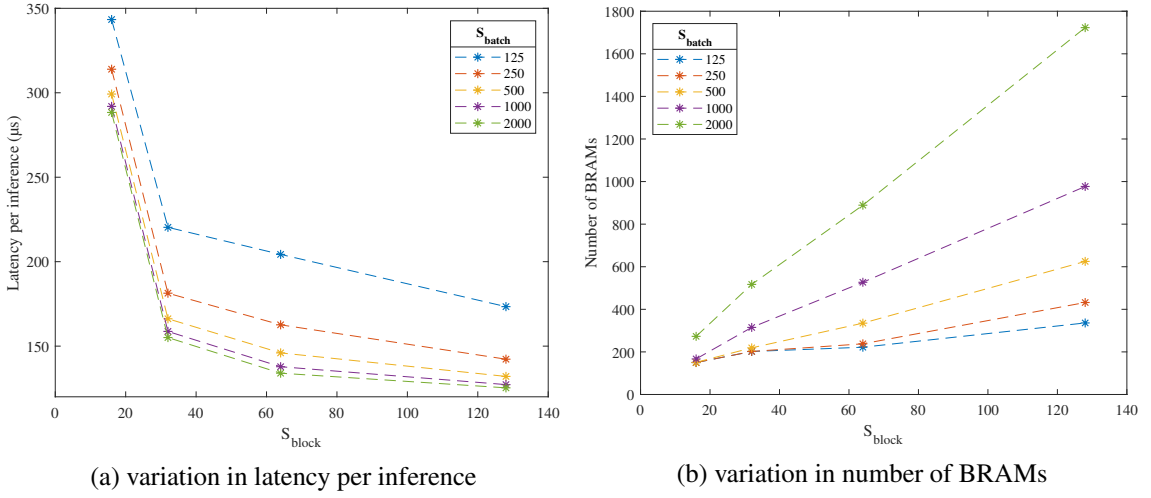 350
300
250
200
150
0 20 40 60 80 100 120 140
Latency per inference (μs)
S_block
S_batch
125
250
500
1000
2000
(a) variation in latency per inference
1800
1600
1400
1200
1000
800
600
400
200
0
0 20 40 60 80 100 120 140
Number of BRAMs
S_block
S_batch
125
250
500
1000
2000
(b) variation in number of BRAMs